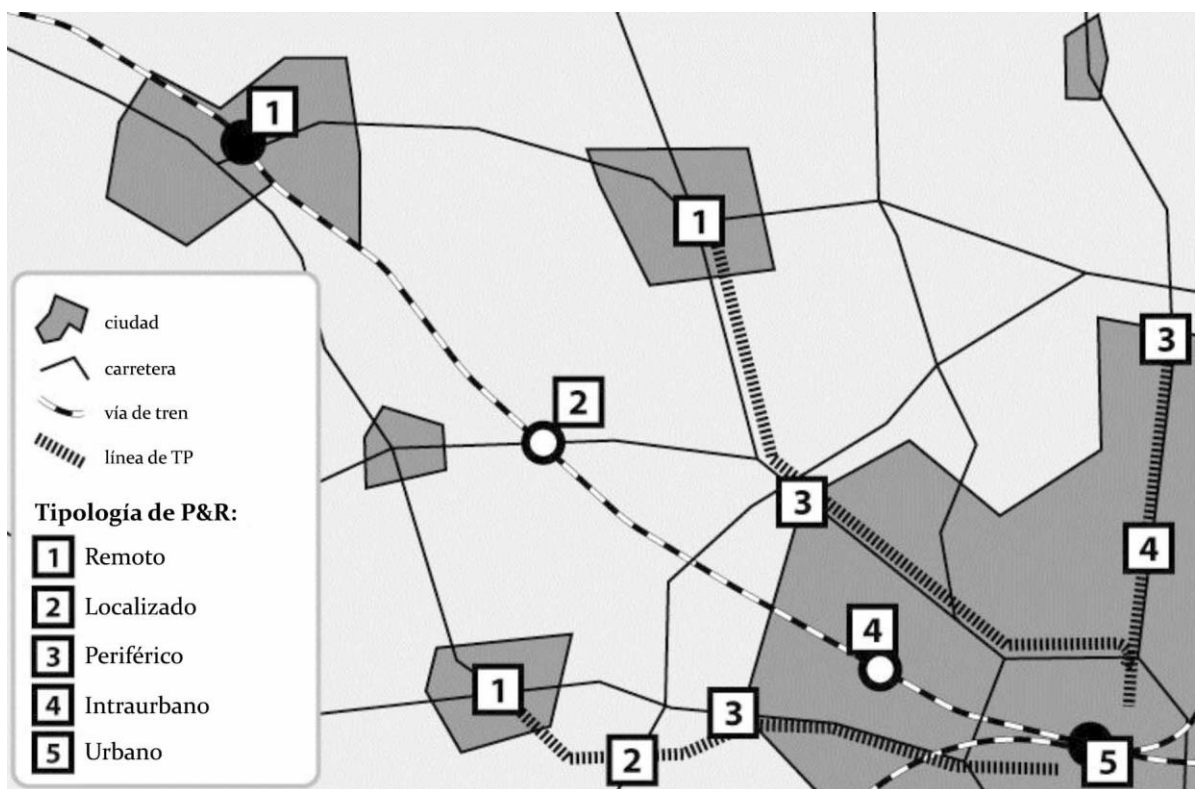 1
1
3
2
ciudad
carretera
vía de tren
línea de TP
3
4
Tipología de P&R:
1 Remoto
2 Localizado
3 Periférico
4 Intraurbano
5 Urbano
4
1
3
2
5